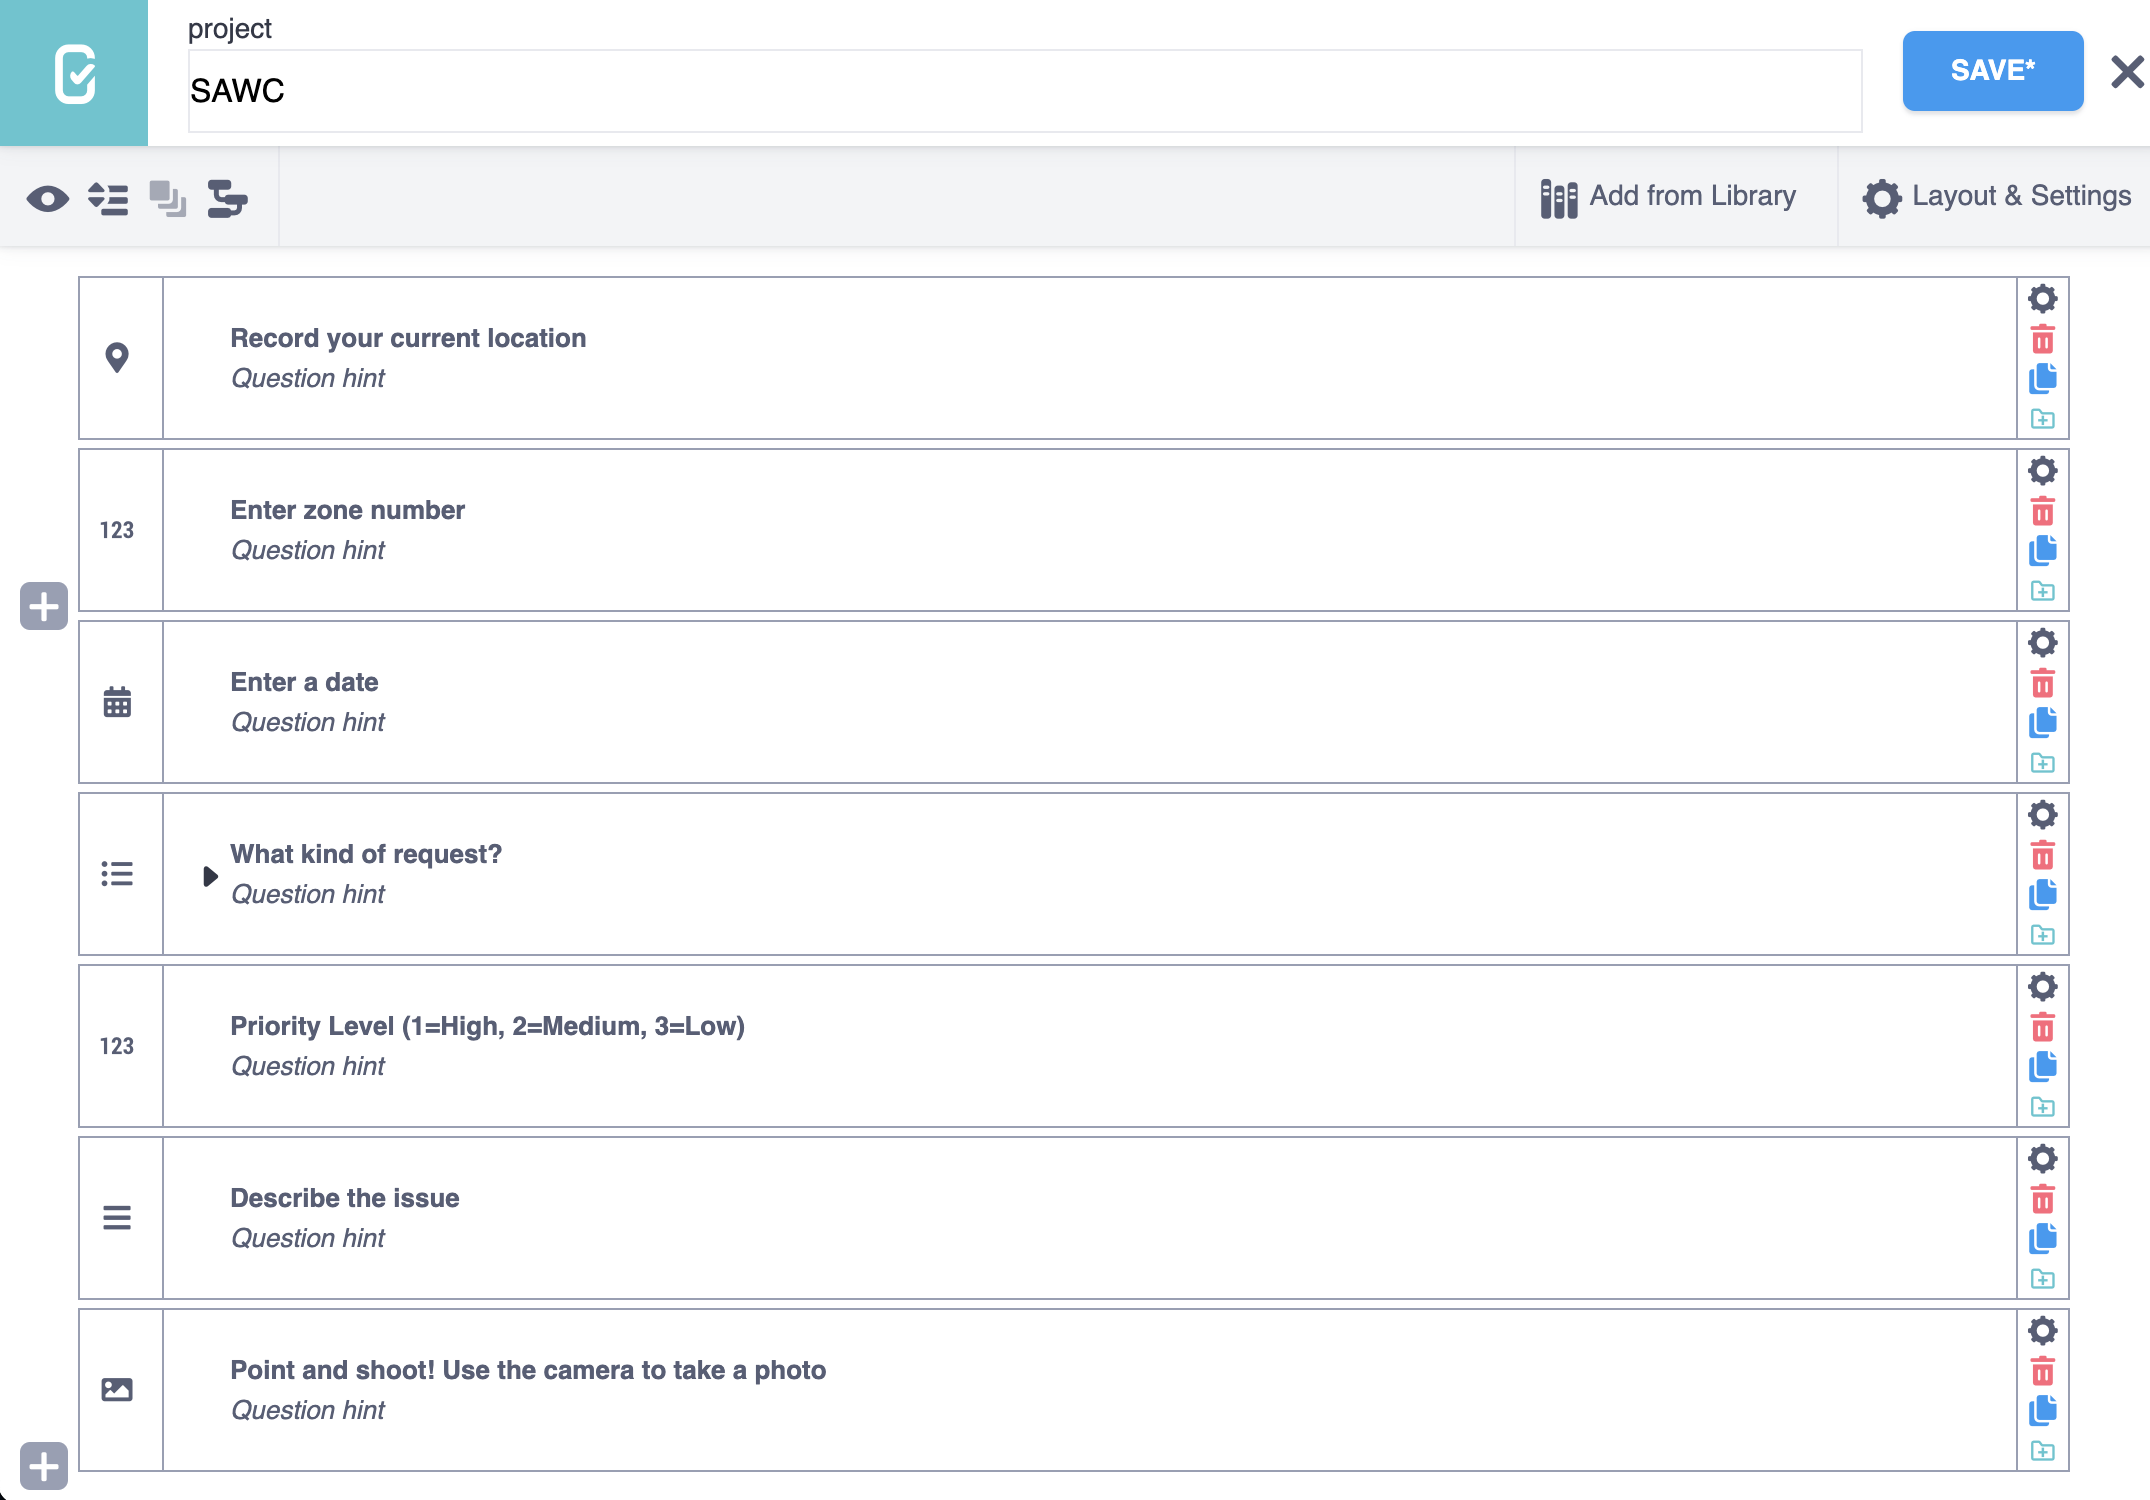 project
SAWC
SAVE*
Add from Library
Layout & Settings
Record your current location
Question hint
123
Enter zone number
Question hint
Enter a date
Question hint
What kind of request?
Question hint
123
Priority Level (1=High, 2=Medium, 3=Low)
Question hint
Describe the issue
Question hint
Point and shoot! Use the camera to take a photo
Question hint